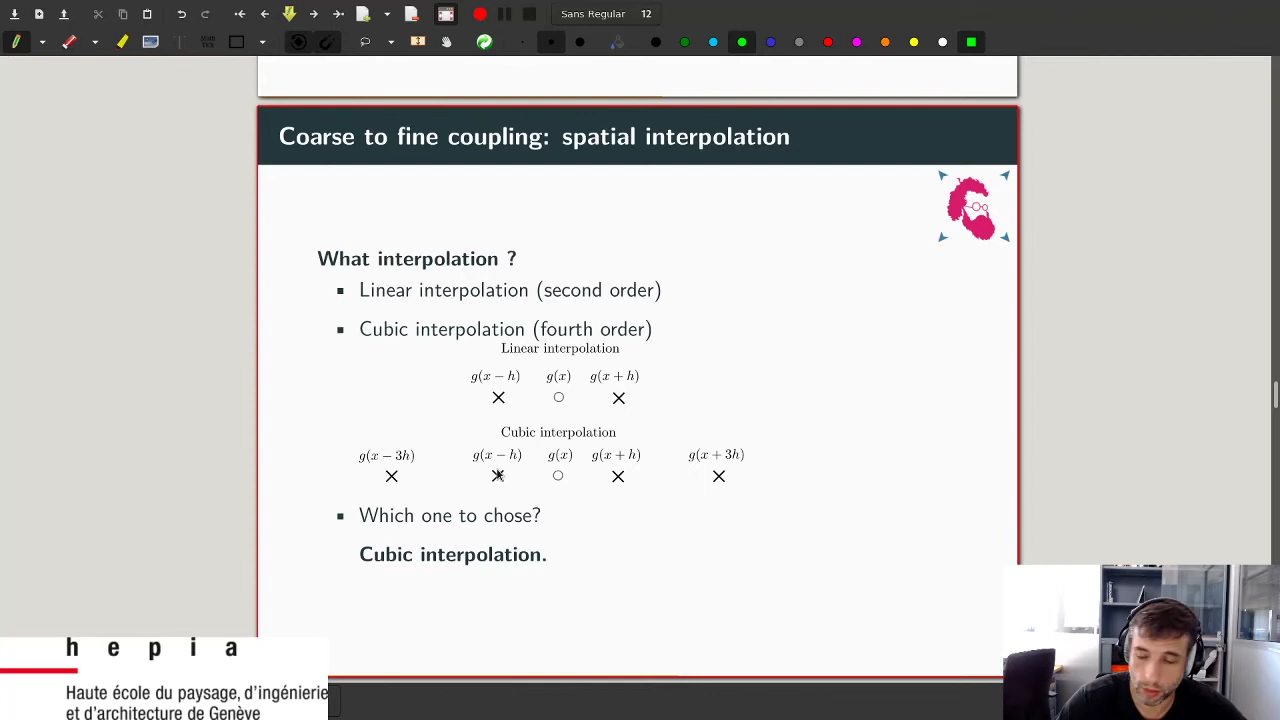 Sans Regular 12
Math
TEX
Coarse to fine coupling: spatial interpolation
What interpolation ?
▪ Linear interpolation (second order)
▪ Cubic interpolation (fourth order)
Linear interpolation
g(x − h) g(x) g(x + h)
Cubic interpolation
g(x − 3h) g(x − h) g(x) g(x + h) g(x + 3h)
▪ Which one to chose?
Cubic interpolation.
h e p i a
Haute école du paysage, d'ingénierie
et d'architecture de Genève